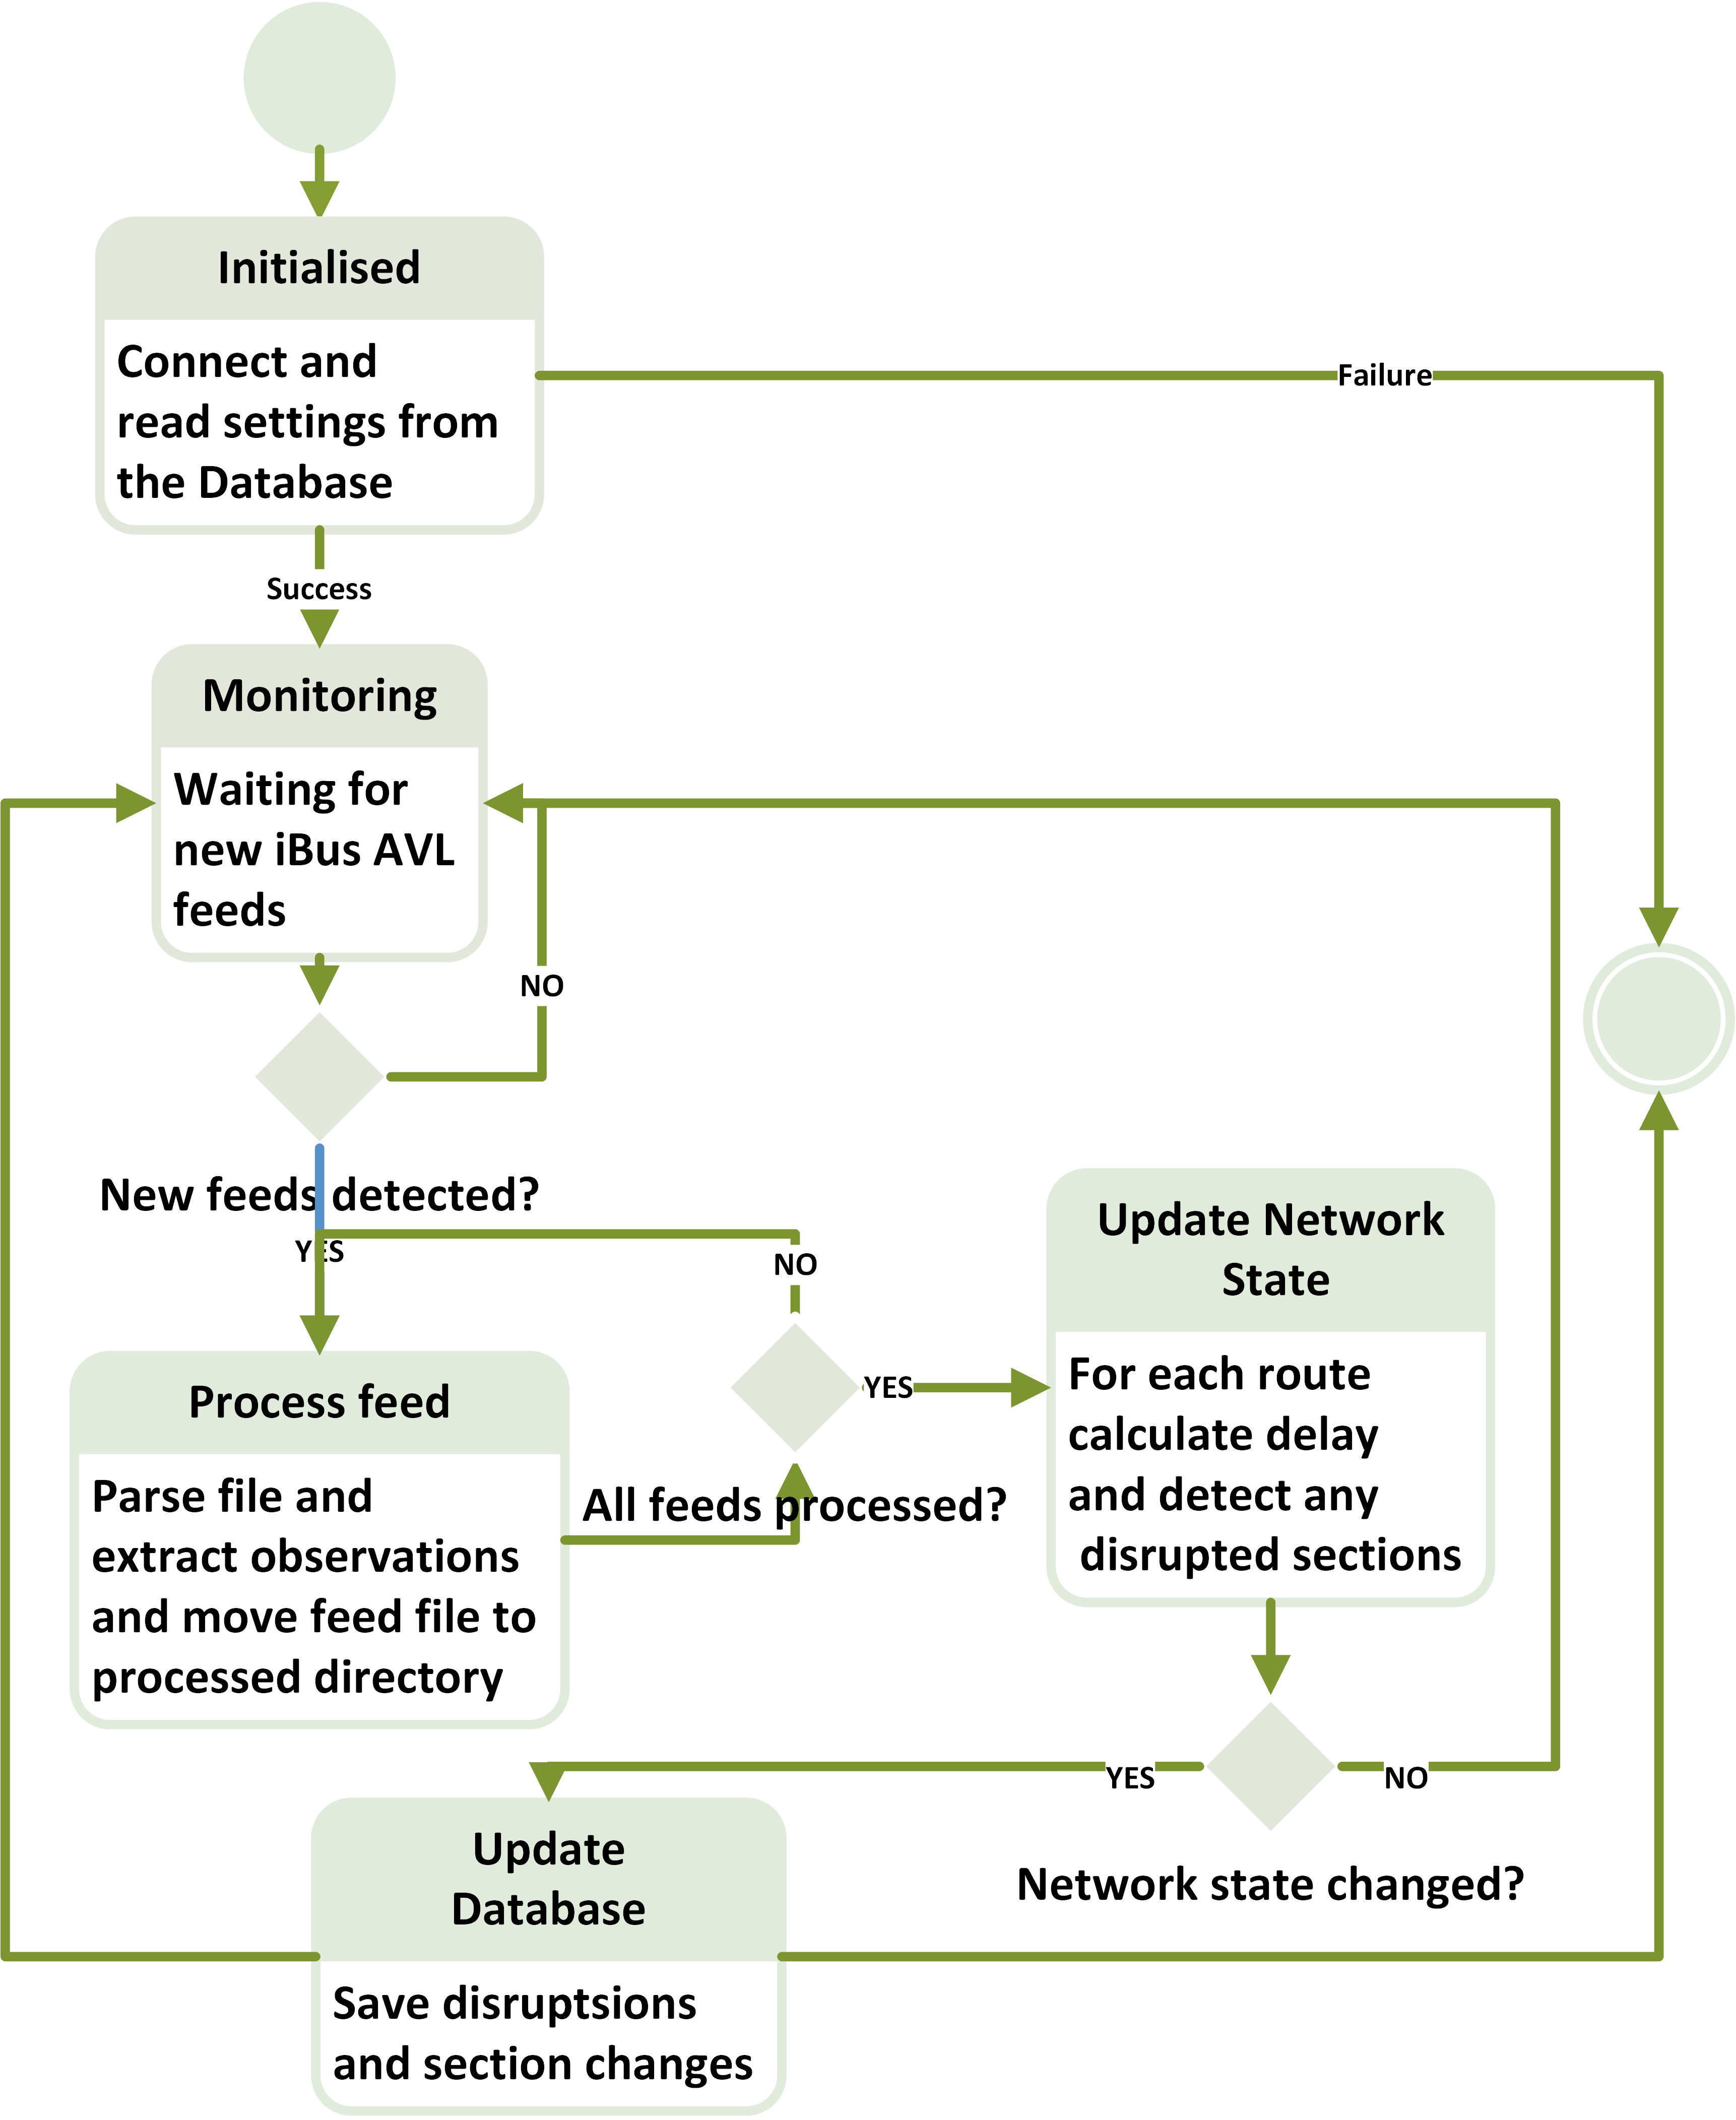 Initialised
Connect and
read settings from
the Database
Failure
Success
Monitoring
Waiting for
new iBus AVL
feeds
NO
New feeds detected?
YES
NO
Update Network
State
Process feed
YES
For each route
calculate delay
and detect any
disrupted sections
Parse file and
extract observations
and move feed file to
processed directory
All feeds processed?
YES
NO
Update
Database
Network state changed?
Save disruptsions
and section changes